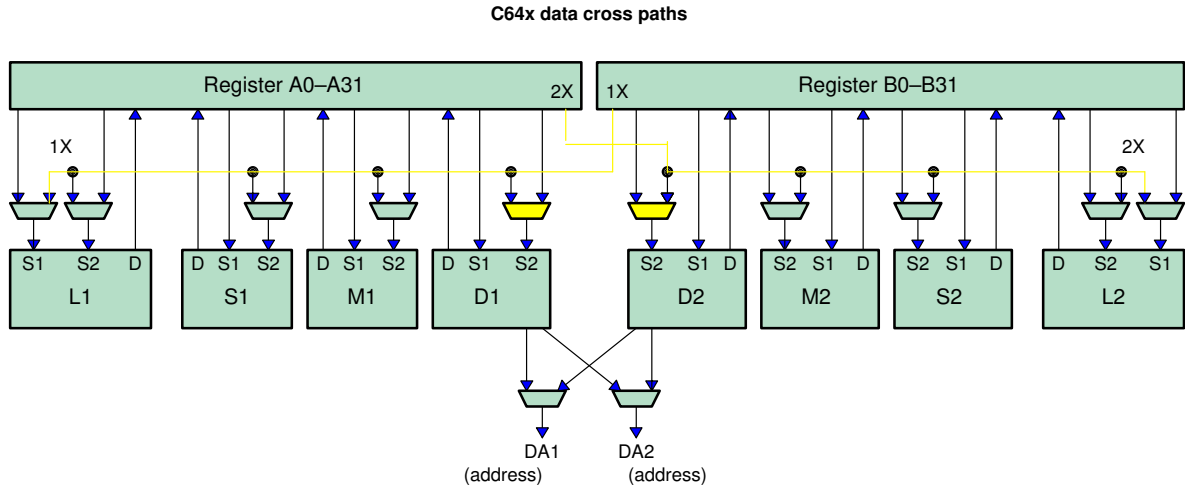 C64x data cross paths
Register A0–A31
2X
1X
Register B0–B31
1X
2X
S1 S2 D
D S1 S2
D S1 S2
D S1 S2
S2 S1 D
S2 S1 D
S2 S1 D
D S2 S1
L1
S1
M1
D1
D2
M2
S2
L2
DA1
DA2
(address)
(address)